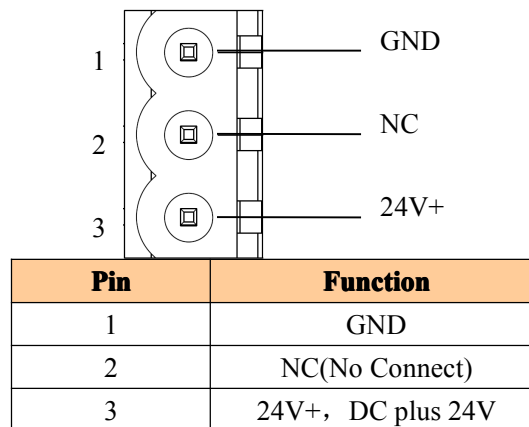 1 GND
2 NC
3 24V+
Pin Function
1 GND
2 NC(No Connect)
3 24V+，DC plus 24V